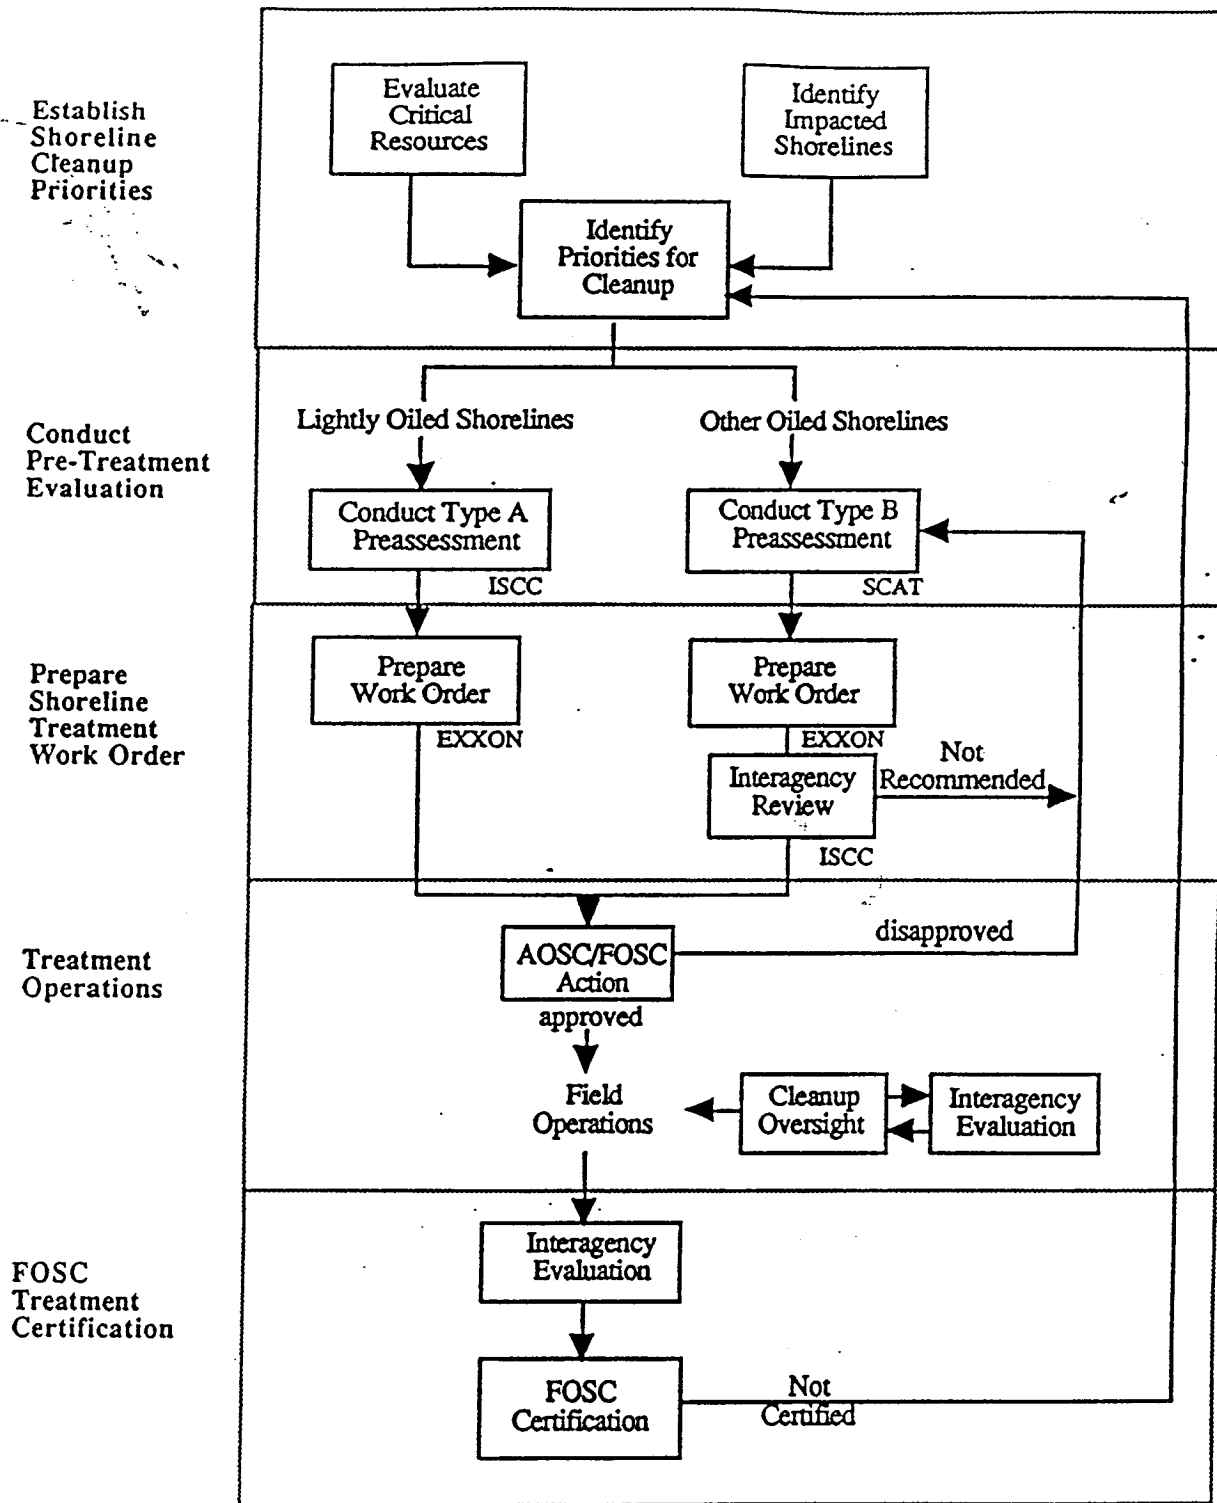 Establish
Shoreline
Cleanup
Priorities
Evaluate
Critical
Resources
Identify
Impacted
Shorelines
Identify
Priorities for
Cleanup
Conduct
Pre-Treatment
Evaluation
Lightly Oiled Shorelines
Other Oiled Shorelines
Conduct Type A
Preassessment
ISCC
Conduct Type B
Preassessment
SCAT
Prepare
Shoreline
Treatment
Work Order
Prepare
Work Order
EXXON
Prepare
Work Order
EXXON
Interagency
Review
ISCC
Not
Recommended
Treatment
Operations
AOSC/FOSC
Action
disapproved
approved
Field
Operations
Cleanup
Oversight
Interagency
Evaluation
FOSC
Treatment
Certification
Interagency
Evaluation
FOSC
Certification
Not
Certified